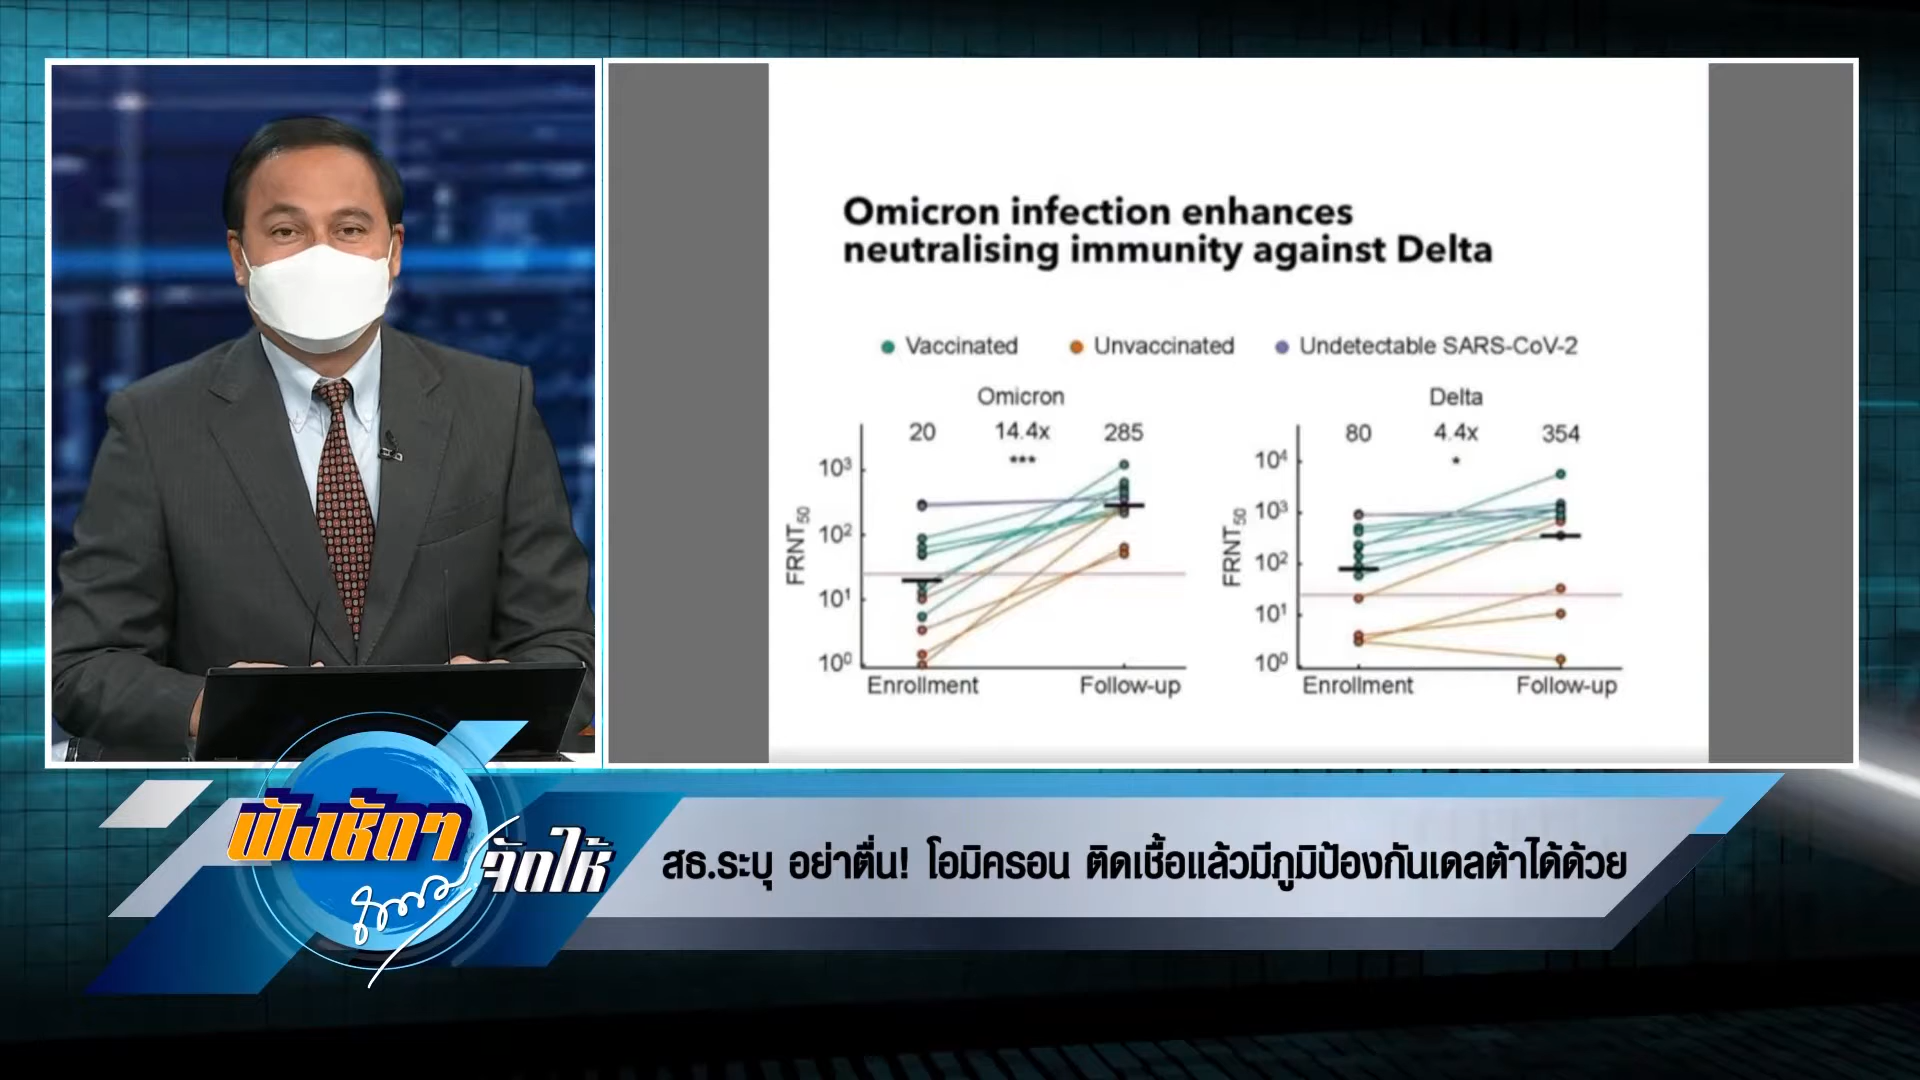 Omicron infection enhances
neutralising immunity against Delta
Vaccinated
Unvaccinated
Undetectable SARS-CoV-2
Omicron
20 14.4x 285
***
FRNT50
10³
10²
10¹
10⁰
Enrollment Follow-up
Delta
80 4.4x 354
*
FRNT50
10⁴
10³
10²
10¹
10⁰
Enrollment Follow-up
ฟังชัดๆ
จัดให้
สธ.ระบุ อย่าตื่น! โอมิครอน ติดเชื้อแล้วมีภูมิป้องกันเดลต้าได้ด้วย